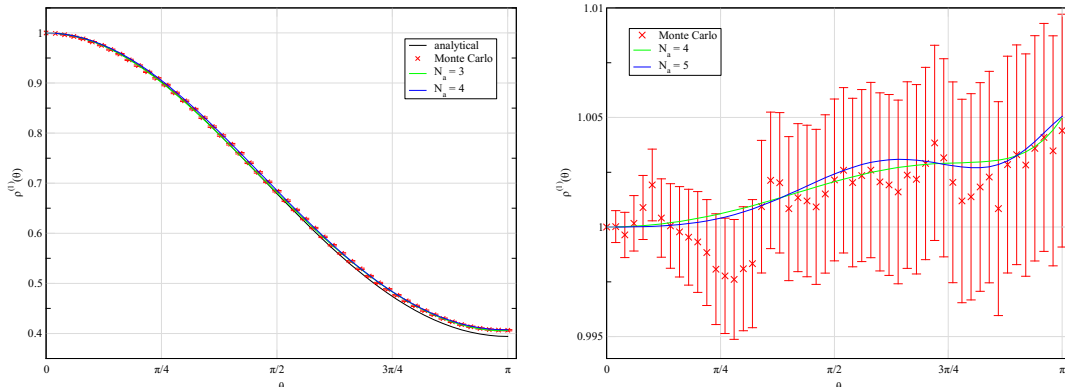 1
0.9
0.8
0.7
0.6
0.5
0.4
ρ(1)(θ)
analytical
Monte Carlo
Na = 3
Na = 4
0
π/4
π/2
3π/4
π
θ
1.01
1.005
1
0.995
ρ(1)(θ)
Monte Carlo
Na = 4
Na = 5
0
π/4
π/2
3π/4
π
θ